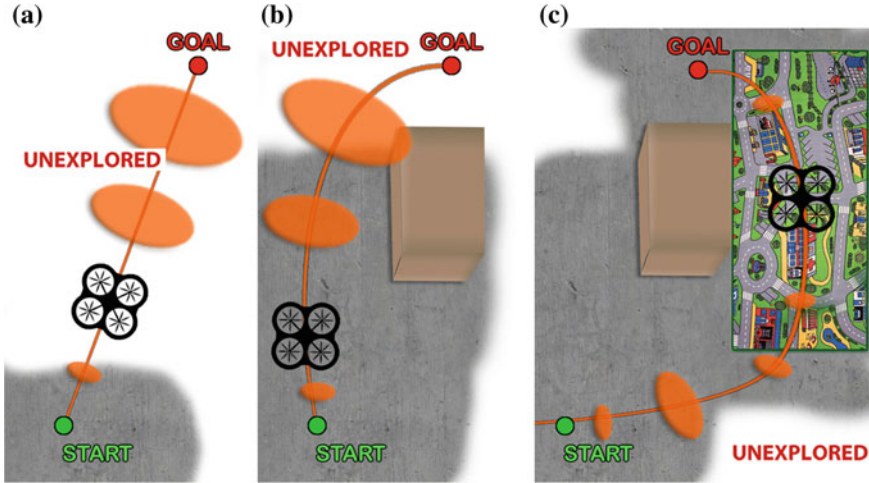 (a)
GOAL
UNEXPLORED
START
(b)
UNEXPLORED
GOAL
START
(c)
GOAL
START
UNEXPLORED